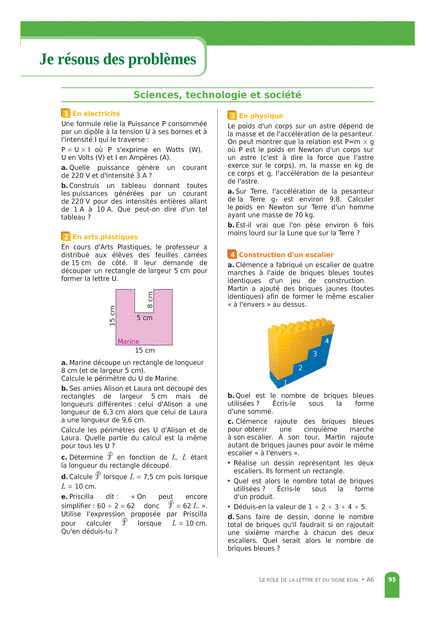 Je résous des problèmes
Sciences, technologie et société
1 En électricité
Une formule relie la Puissance P consommée
par un dipôle à la tension U à ses bornes et à
l'intensité I qui le traverse :
P = U × I où P s'exprime en Watts (W),
U en Volts (V) et I en Ampères (A).
a. Quelle puissance génère un courant
de 220 V et d'intensité 3 A ?
b. Construis un tableau donnant toutes
les puissances générées par un courant
de 220 V pour des intensités entières allant
de 1 A à 10 A. Que peut-on dire d'un tel
tableau ?
2 En arts plastiques
En cours d'Arts Plastiques, le professeur a
distribué aux élèves des feuilles carrées
de 15 cm de côté. Il leur demande de
découper un rectangle de largeur 5 cm pour
former la lettre U.
15 cm
8 cm
5 cm
Marine
15 cm
a. Marine découpe un rectangle de longueur
8 cm (et de largeur 5 cm).
Calcule le périmètre du U de Marine.
b. Ses amies Alison et Laura ont découpé des
rectangles de largeur 5 cm mais de
longueurs différentes : celui d'Alison a une
longueur de 6,3 cm alors que celui de Laura
a une longueur de 9,6 cm.
Calcule les périmètres des U d'Alison et de
Laura. Quelle partie du calcul est la même
pour tous les U ?
c. Détermine 𝒫 en fonction de L, L étant
la longueur du rectangle découpé.
d. Calcule 𝒫 lorsque L = 7,5 cm puis lorsque
L = 10 cm.
e. Priscilla dit : « On peut encore
simplifier : 60 + 2 = 62 donc 𝒫 = 62 L. ».
Utilise l'expression proposée par Priscilla
pour calculer 𝒫 lorsque L = 10 cm.
Qu'en déduis-tu ?
3 En physique
Le poids d'un corps sur un astre dépend de
la masse et de l'accélération de la pesanteur.
On peut montrer que la relation est P=m × g
où P est le poids en Newton d'un corps sur
un astre (c'est à dire la force que l'astre
exerce sur le corps), m, la masse en kg de
ce corps et g, l'accélération de la pesanteur
de l'astre.
a. Sur Terre, l'accélération de la pesanteur
de la Terre gT est environ 9,8. Calculer
le poids en Newton sur Terre d'un homme
ayant une masse de 70 kg.
b. Est-il vrai que l'on pèse environ 6 fois
moins lourd sur la Lune que sur la Terre ?
4 Construction d'un escalier
a. Clémence a fabriqué un escalier de quatre
marches à l'aide de briques bleues toutes
identiques d'un jeu de construction.
Martin a ajouté des briques jaunes (toutes
identiques) afin de former le même escalier
« à l'envers » au dessus.
4
3
2
1
b. Quel est le nombre de briques bleues
utilisées ? Écris-le sous la forme
d'une somme.
c. Clémence rajoute des briques bleues
pour obtenir une cinquième marche
à son escalier. À son tour, Martin rajoute
autant de briques jaunes pour avoir le même
escalier « à l'envers ».
• Réalise un dessin représentant les deux
escaliers. Ils forment un rectangle.
• Quel est alors le nombre total de briques
utilisées ? Écris-le sous la forme
d'un produit.
• Déduis-en la valeur de 1 + 2 + 3 + 4 + 5.
d. Sans faire de dessin, donne le nombre
total de briques qu'il faudrait si on rajoutait
une sixième marche à chacun des deux
escaliers. Quel serait alors le nombre de
briques bleues ?
LE RÔLE DE LA LETTRE ET DU SIGNE ÉGAL • A6 95